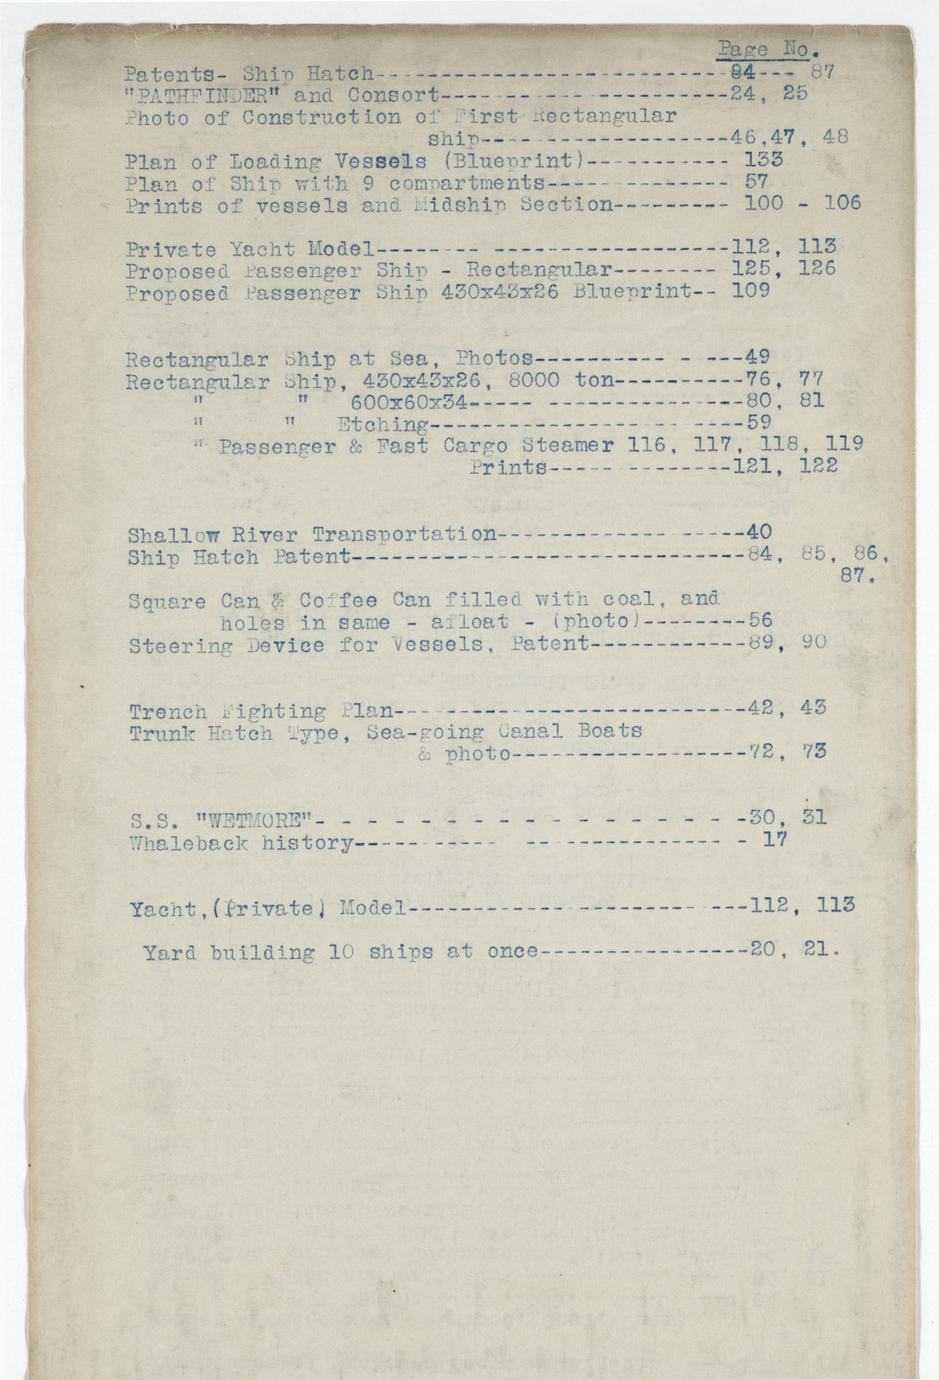 Page No.
Patents- Ship Hatch--------------------------84--- 87
"PATHFINDER" and Consort---------------------24, 25
Photo of Construction of First Rectangular
ship-----------------------46,47, 48
Plan of Loading Vessels (Blueprint)----------- 133
Plan of Ship with 9 compartments-------------- 57
Prints of vessels and Midship Section--------- 100 - 106
Private Yacht Model-------- ------------------112, 113
Proposed Passenger Ship - Rectangular-------- 125, 126
Proposed Passenger Ship 430x43x26 Blueprint-- 109
Rectangular Ship at Sea, Photos---------- - ---49
Rectangular Ship, 430x43x26, 8000 ton----------76, 77
" " 600x60x34----- ---------------80, 81
" " Etching------------------ --- ----59
" Passenger & Fast Cargo Steamer 116, 117, 118, 119
Prints----- --------121, 122
Shallow River Transportation------------ -----40
Ship Hatch Patent-----------------------------84, 85, 86,
87.
Square Can & Coffee Can filled with coal, and
holes in same - afloat - (photo)--------56
Steering Device for Vessels, Patent------------89, 90
Trench Fighting Plan--- ----------------------42, 43
Trunk Hatch Type, Sea-going Canal Boats
& photo------------------72, 73
S.S. "WETMORE"- - - - - - - - - - - - - - - - -30, 31
Whaleback history----------- -- ------------ - 17
Yacht,(Private) Model---------- ---------- ---112, 113
Yard building 10 ships at once----------------20, 21.